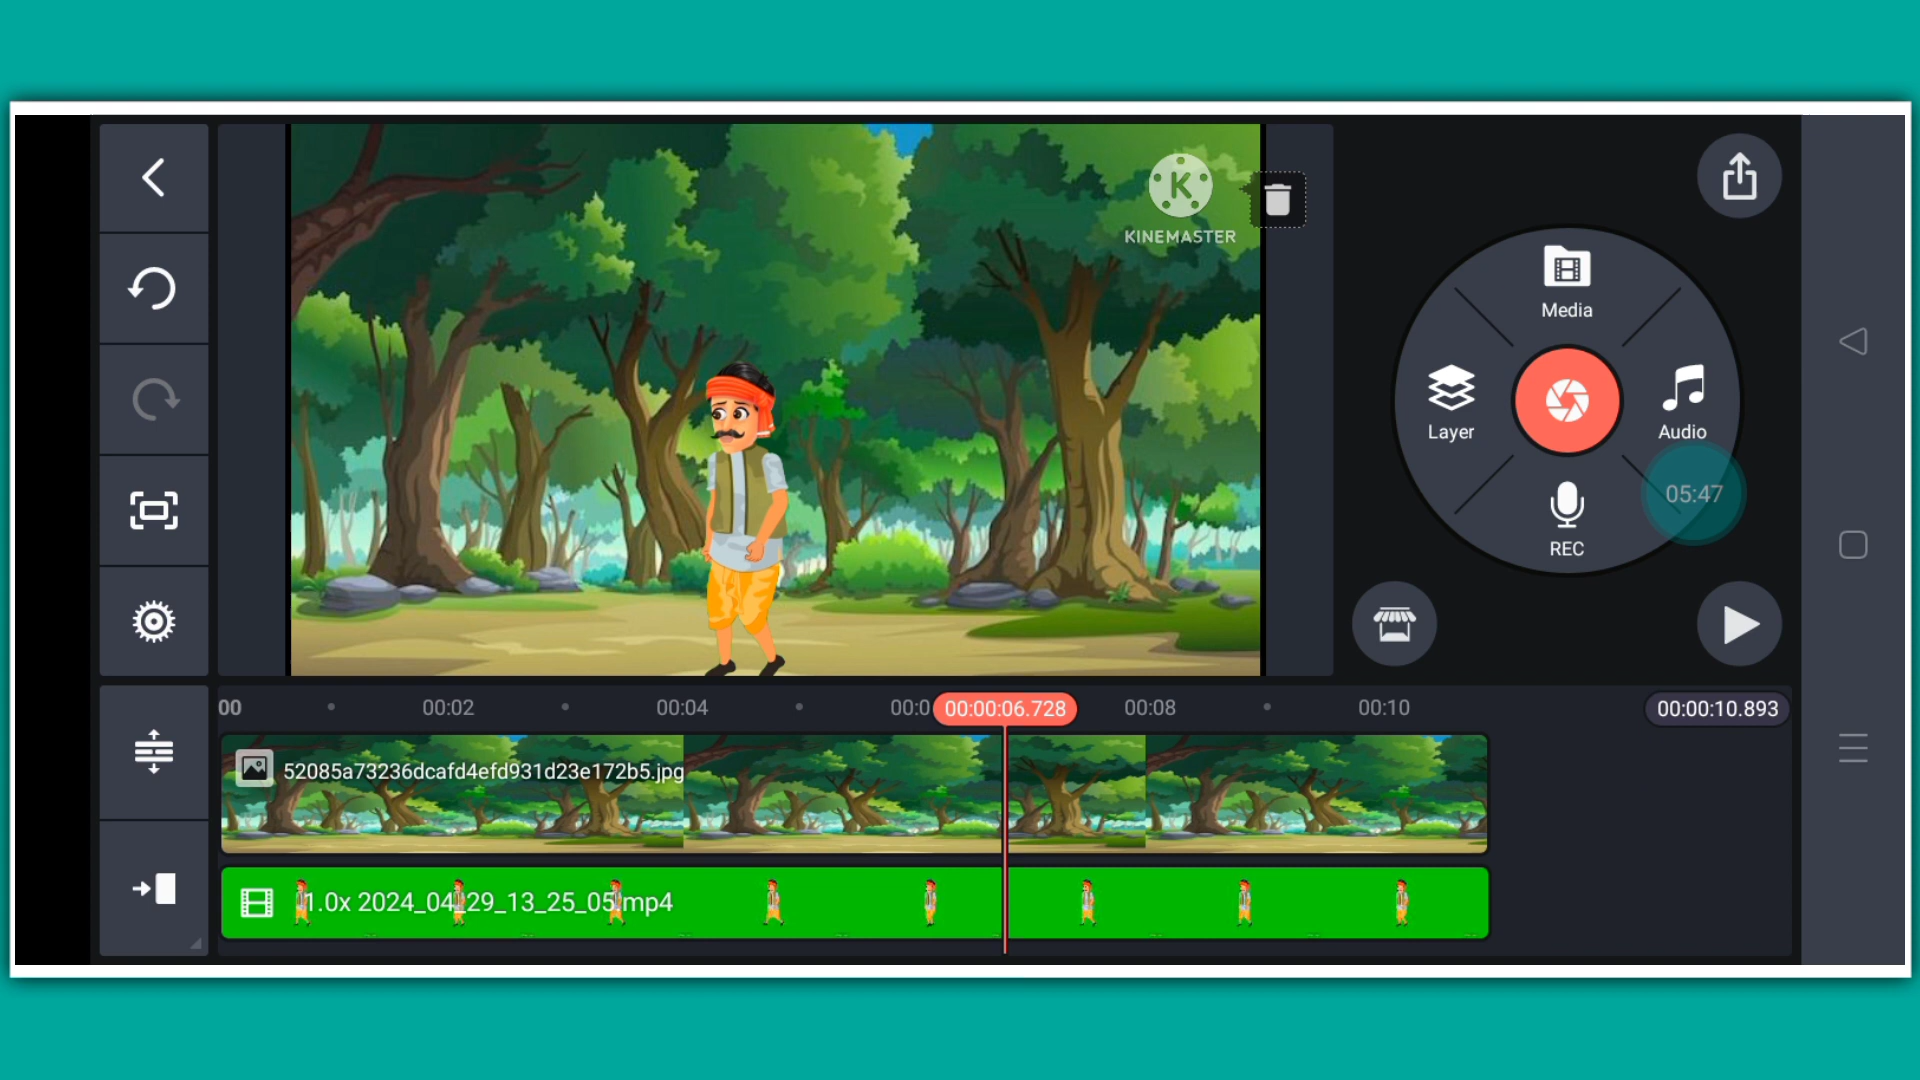 K
KINEMASTER
Media
Layer
Audio
05:47
REC
00
00:02
00:04
00:0
00:00:06.728
00:08
00:10
00:00:10.893
52085a73236dcafd4efd931d23e172b5.jpg
1.0x 2024_04_29_13_25_05.mp4